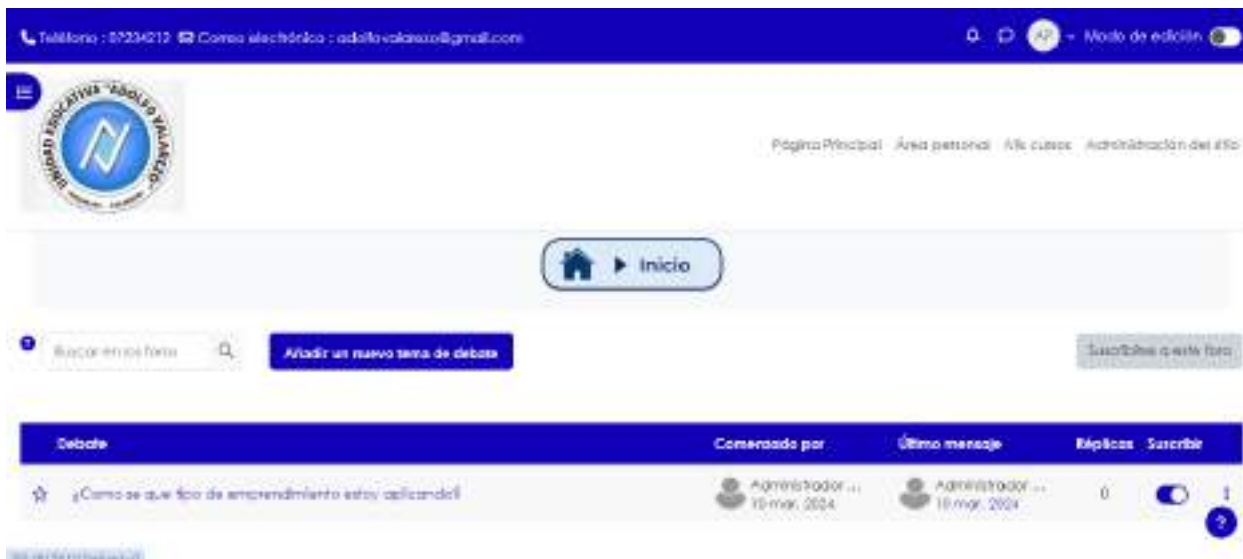 Teléfono : 07234212 Correo electrónico : adolfovalarezo@gmail.com
AP Modo de edición
UNIDAD EDUCATIVA "ADOLFO VALAREZO"
Página Principal Área personal Mis cursos Administración del sitio
Inicio
Buscar en los foros
Añadir un nuevo tema de debate
Suscribirse a este foro
Debate Comenzado por Último mensaje Réplicas Suscribir
¿Como se que tipo de emprendimiento estoy aplicando?
Administrador ... Administrador ... 0
10 mar. 2024 10 mar. 2024
?